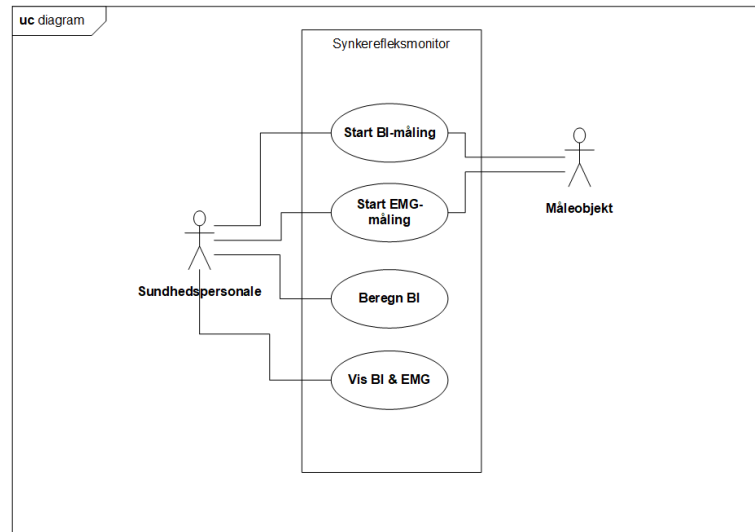 uc diagram
Synkerefleksmonitor
Start BI-måling
Start EMG-
måling
Måleobjekt
Sundhedspersonale
Beregn BI
Vis BI & EMG